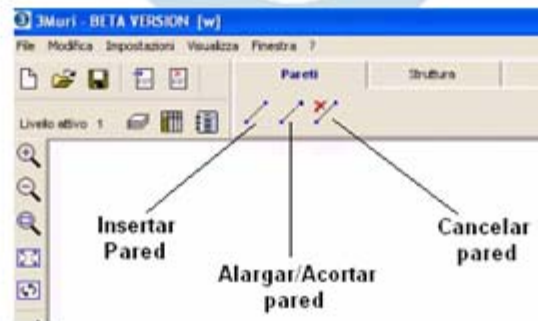 3Muri - BETA VERSION [w]
File Modifica Impostazioni Visualizza Finestra ?
Pareti Struttura
Livello attivo 1
Insertar
Pared
Cancelar
pared
Alargar/Acortar
pared